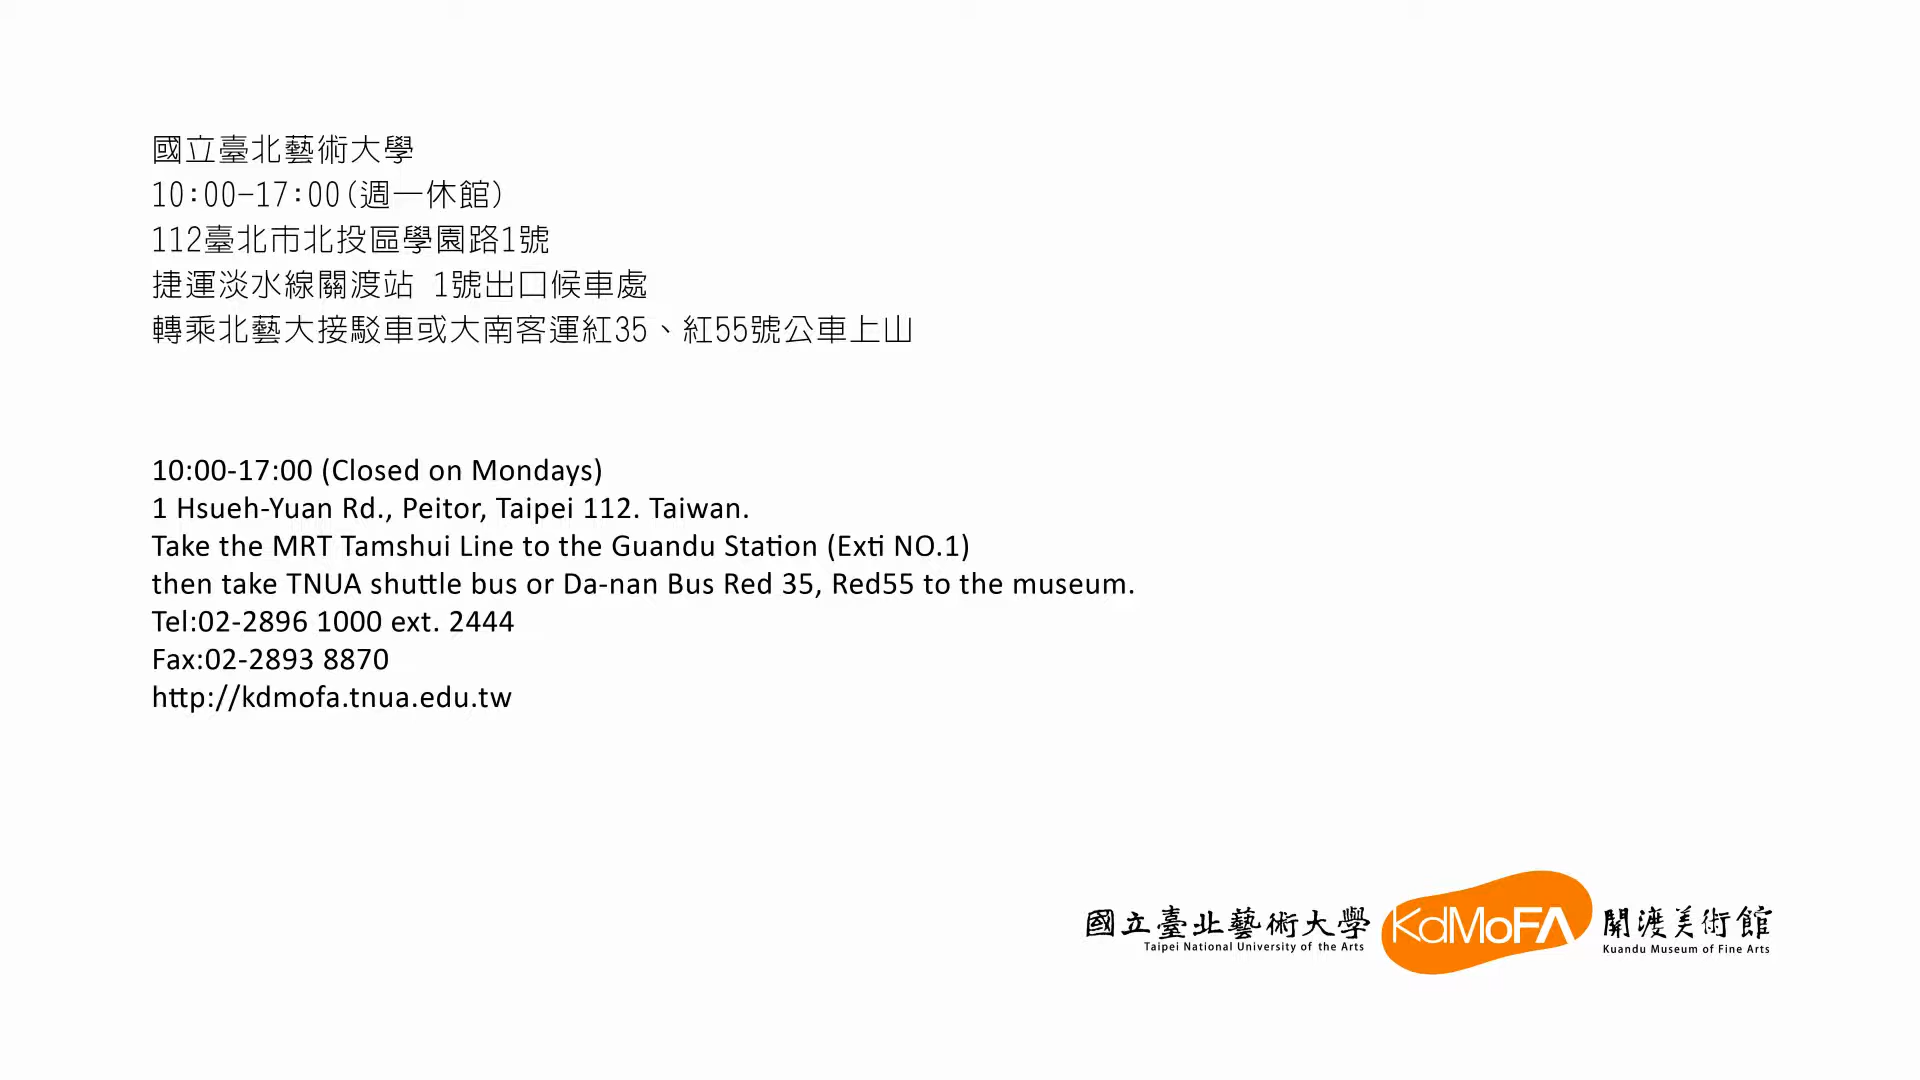 國立臺北藝術大學
10:00-17:00(週一休館)
112臺北市北投區學園路1號
捷運淡水線關渡站 1號出口候車處
轉乘北藝大接駁車或大南客運紅35、紅55號公車上山
10:00-17:00 (Closed on Mondays)
1 Hsueh-Yuan Rd., Peitor, Taipei 112. Taiwan.
Take the MRT Tamshui Line to the Guandu Station (Exti NO.1)
then take TNUA shuttle bus or Da-nan Bus Red 35, Red55 to the museum.
Tel:02-2896 1000 ext. 2444
Fax:02-2893 8870
http://kdmofa.tnua.edu.tw
國立臺北藝術大學
Taipei National University of the Arts
KdMoFA
關渡美術館
Kuandu Museum of Fine Arts